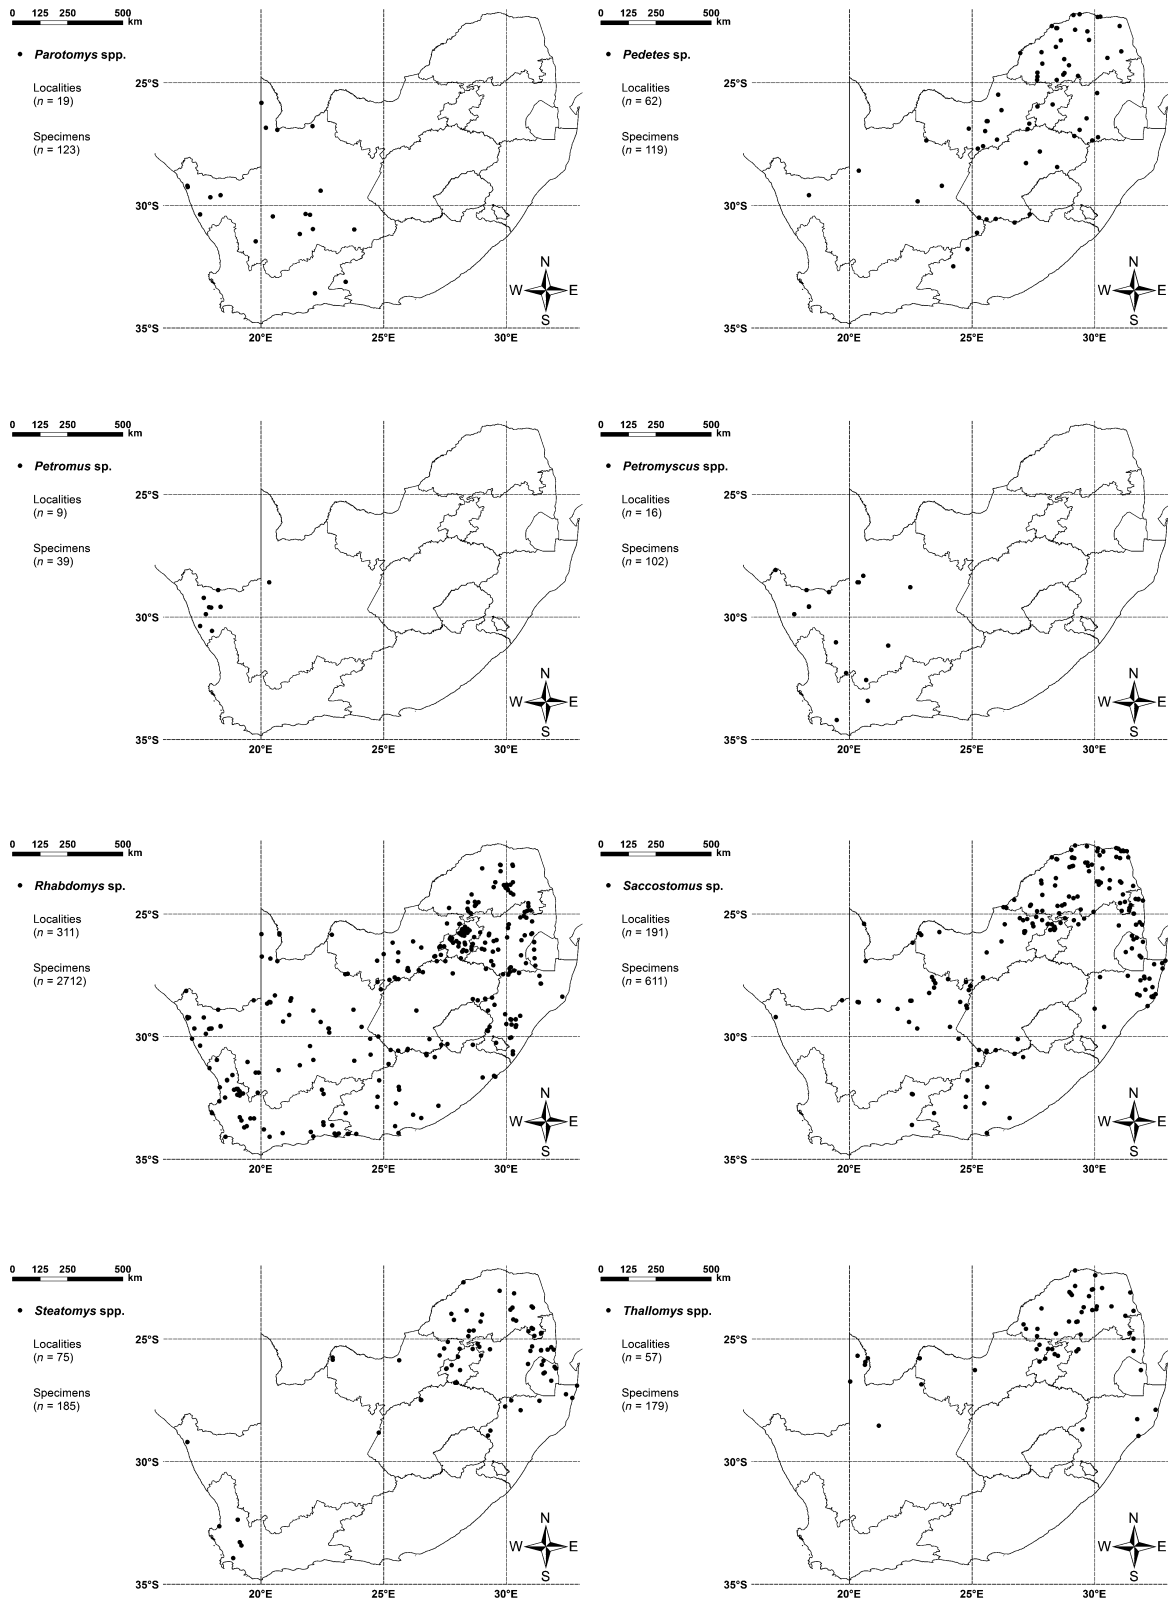 0 125 250 500
km
Parotomys spp.
Localities
(n = 19)
Specimens
(n = 123)
25°S
30°S
35°S
20°E 25°E 30°E
N
W E
S
0 125 250 500
km
Pedetes sp.
Localities
(n = 62)
Specimens
(n = 119)
25°S
30°S
35°S
20°E 25°E 30°E
N
W E
S
0 125 250 500
km
Petromus sp.
Localities
(n = 9)
Specimens
(n = 39)
25°S
30°S
35°S
20°E 25°E 30°E
N
W E
S
0 125 250 500
km
Petromyscus spp.
Localities
(n = 16)
Specimens
(n = 102)
25°S
30°S
35°S
20°E 25°E 30°E
N
W E
S
0 125 250 500
km
Rhabdomys sp.
Localities
(n = 311)
Specimens
(n = 2712)
25°S
30°S
35°S
20°E 25°E 30°E
N
W E
S
0 125 250 500
km
Saccostomus sp.
Localities
(n = 191)
Specimens
(n = 611)
25°S
30°S
35°S
20°E 25°E 30°E
N
W E
S
0 125 250 500
km
Steatomys spp.
Localities
(n = 75)
Specimens
(n = 185)
25°S
30°S
35°S
20°E 25°E 30°E
N
W E
S
0 125 250 500
km
Thallomys spp.
Localities
(n = 57)
Specimens
(n = 179)
25°S
30°S
35°S
20°E 25°E 30°E
N
W E
S